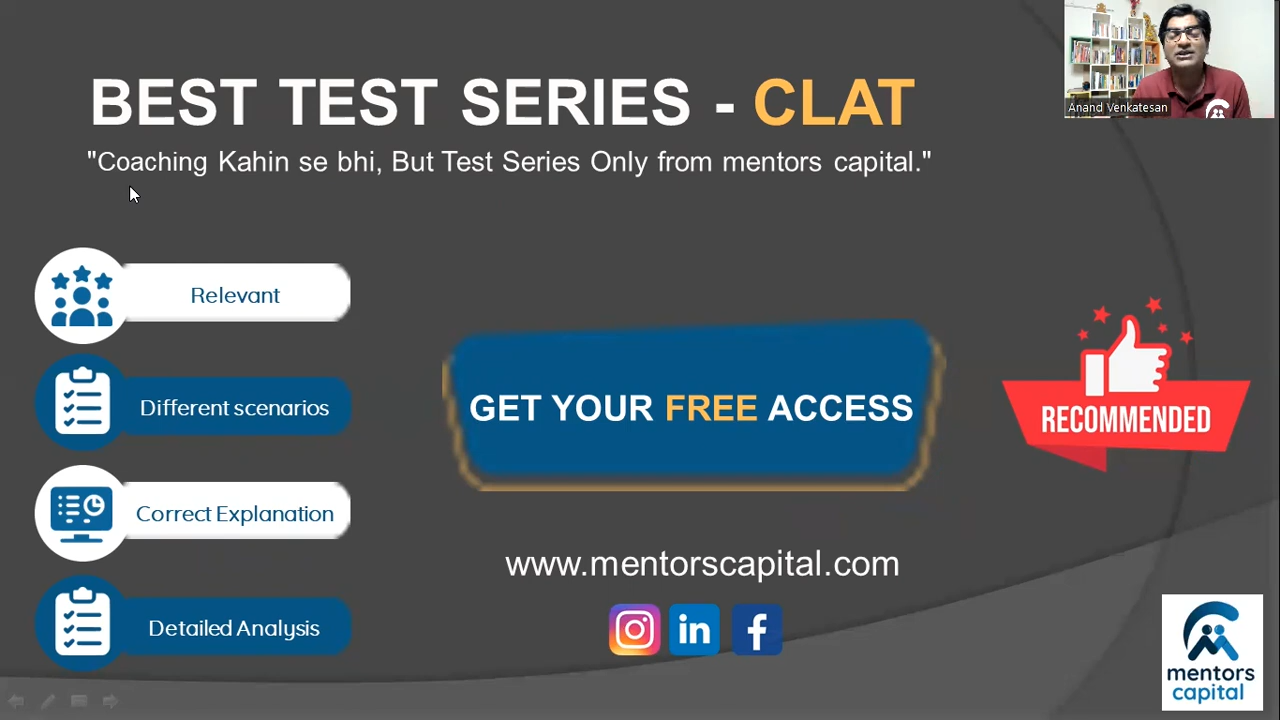 BEST TEST SERIES - CLAT
"Coaching Kahin se bhi, But Test Series Only from mentors capital."
Anand Venkatesan
Relevant
Different scenarios
Correct Explanation
Detailed Analysis
GET YOUR FREE ACCESS
RECOMMENDED
www.mentorscapital.com
mentors
capital